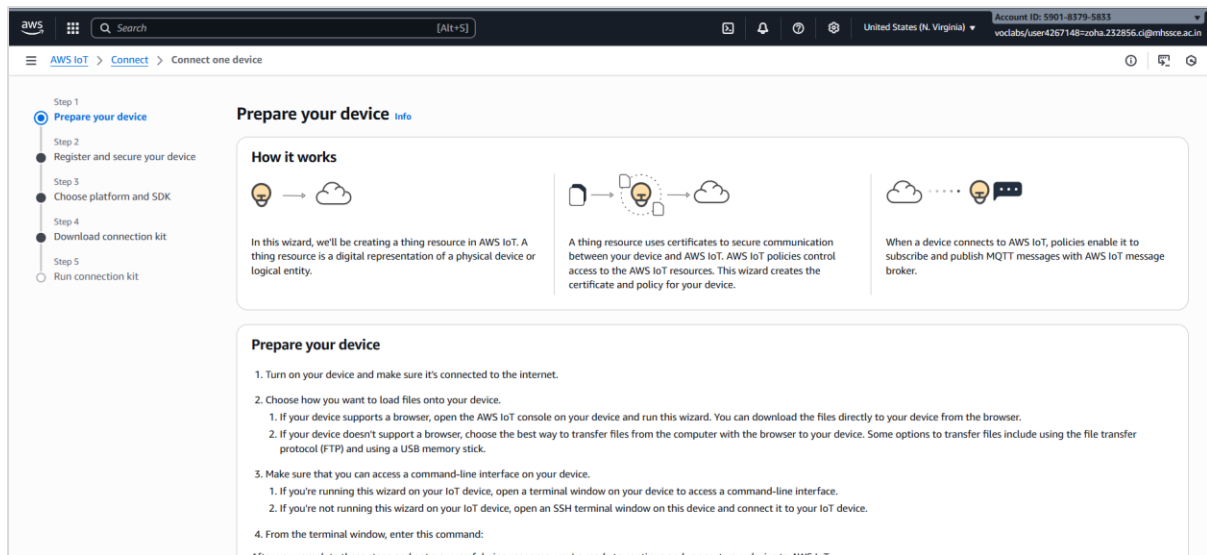 aws
Search
[Alt+S]
United States (N. Virginia)
Account ID: 5901-8379-5833
voclabs/user4267148=zoha.232856.ci@mhssce.ac.in
AWS IoT > Connect > Connect one device
Step 1
Prepare your device
Step 2
Register and secure your device
Step 3
Choose platform and SDK
Step 4
Download connection kit
Step 5
Run connection kit
Prepare your device Info
How it works
In this wizard, we'll be creating a thing resource in AWS IoT. A
thing resource is a digital representation of a physical device or
logical entity.
A thing resource uses certificates to secure communication
between your device and AWS IoT. AWS IoT policies control
access to the AWS IoT resources. This wizard creates the
certificate and policy for your device.
When a device connects to AWS IoT, policies enable it to
subscribe and publish MQTT messages with AWS IoT message
broker.
Prepare your device
1. Turn on your device and make sure it's connected to the internet.
2. Choose how you want to load files onto your device.
1. If your device supports a browser, open the AWS IoT console on your device and run this wizard. You can download the files directly to your device from the browser.
2. If your device doesn't support a browser, choose the best way to transfer files from the computer with the browser to your device. Some options to transfer files include using the file transfer
protocol (FTP) and using a USB memory stick.
3. Make sure that you can access a command-line interface on your device.
1. If you're running this wizard on your IoT device, open a terminal window on your device to access a command-line interface.
2. If you're not running this wizard on your IoT device, open an SSH terminal window on this device and connect it to your IoT device.
4. From the terminal window, enter this command: